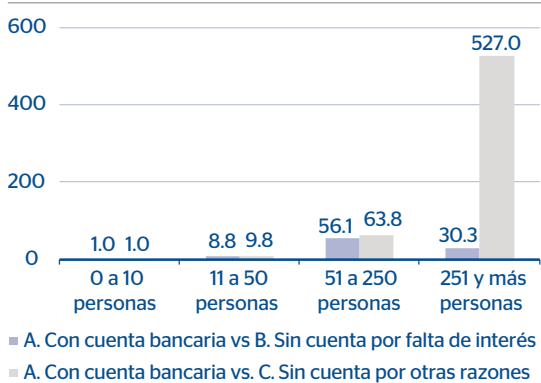 600
527.0
400
200
56.1 63.8
30.3
8.8 9.8
1.0 1.0
0
0 a 10 personas
11 a 50 personas
51 a 250 personas
251 y más personas
A. Con cuenta bancaria vs B. Sin cuenta por falta de interés
A. Con cuenta bancaria vs. C. Sin cuenta por otras razones